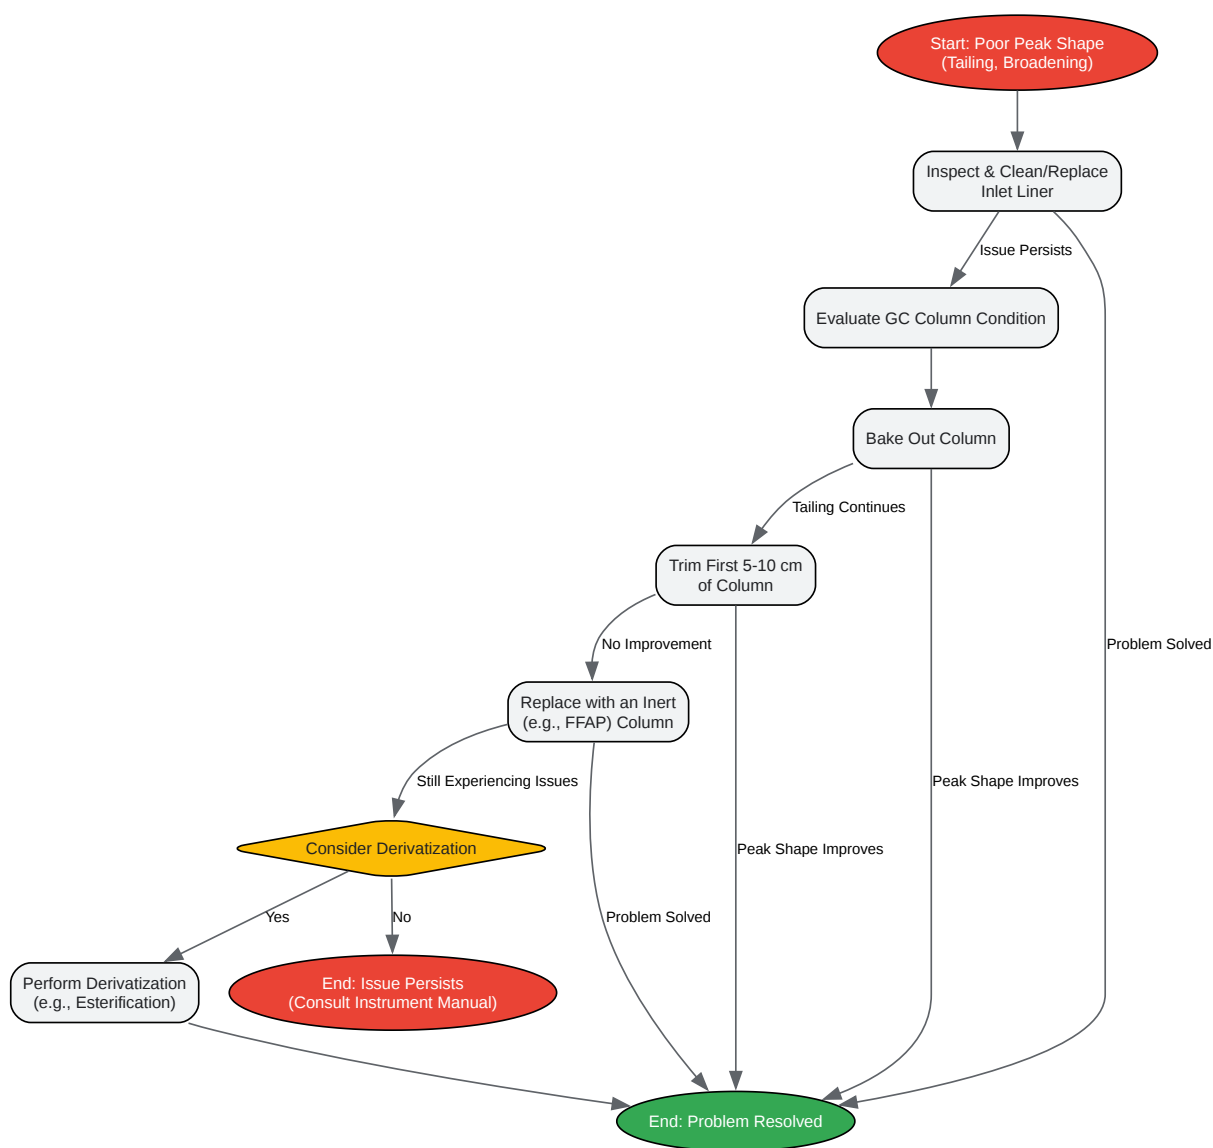 Start: Poor Peak Shape
(Tailing, Broadening)
Inspect & Clean/Replace
Inlet Liner
Issue Persists
Evaluate GC Column Condition
Bake Out Column
Tailing Continues
Trim First 5-10 cm
of Column
No Improvement
Problem Solved
Replace with an Inert
(e.g., FFAP) Column
Still Experiencing Issues
Peak Shape Improves
Consider Derivatization
Peak Shape Improves
Yes
No
Problem Solved
Perform Derivatization
(e.g., Esterification)
End: Issue Persists
(Consult Instrument Manual)
End: Problem Resolved